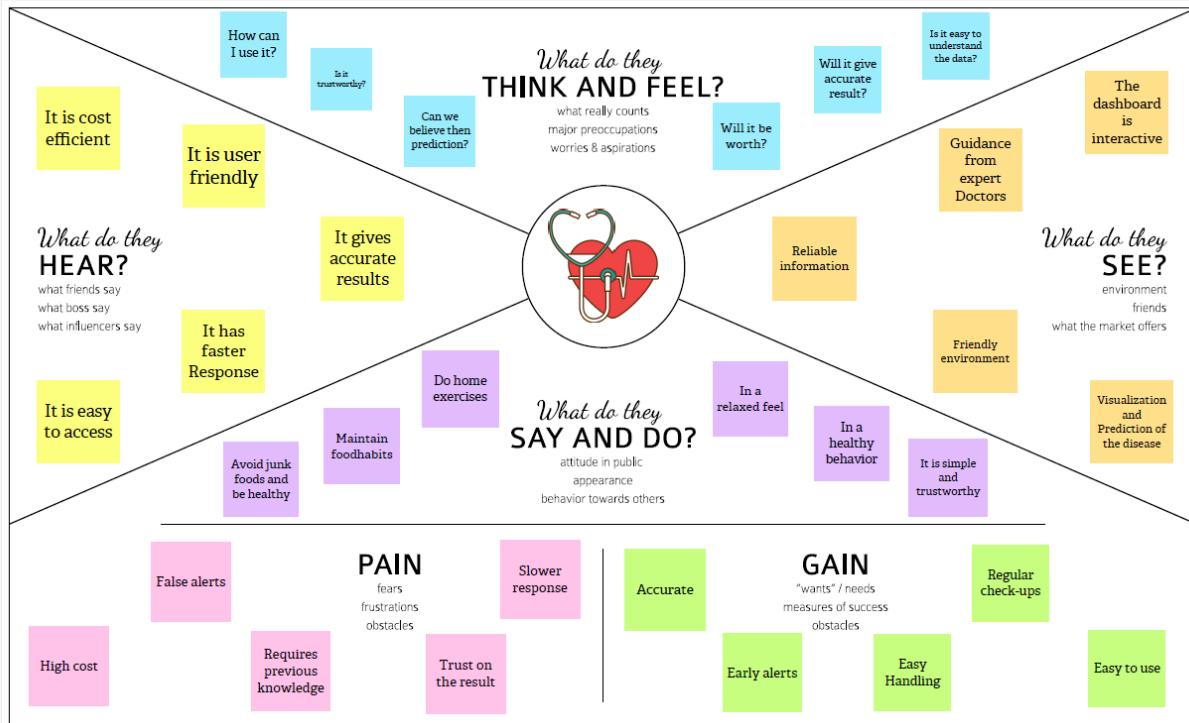 What do they
THINK AND FEEL?
what really counts
major preoccupations
worries & aspirations
How can
I use it?
Is it
trustworthy?
Can we
believe then
prediction?
Will it be
worth?
Will it give
accurate
result?
Is it easy to
understand
the data?
What do they
HEAR?
what friends say
what boss say
what influencers say
It is cost
efficient
It is user
friendly
It gives
accurate
results
It has
faster
Response
It is easy
to access
What do they
SEE?
environment
friends
what the market offers
The
dashboard
is
interactive
Guidance
from
expert
Doctors
Reliable
information
Friendly
environment
Visualization
and
Prediction of
the disease
What do they
SAY AND DO?
attitude in public
appearance
behavior towards others
Do home
exercises
Maintain
foodhabits
Avoid junk
foods and
be healthy
In a
relaxed feel
In a
healthy
behavior
It is simple
and
trustworthy
PAIN
fears
frustrations
obstacles
False alerts
Slower
response
High cost
Requires
previous
knowledge
Trust on
the result
GAIN
"wants" / needs
measures of success
obstacles
Accurate
Regular
check-ups
Early alerts
Easy
Handling
Easy to use